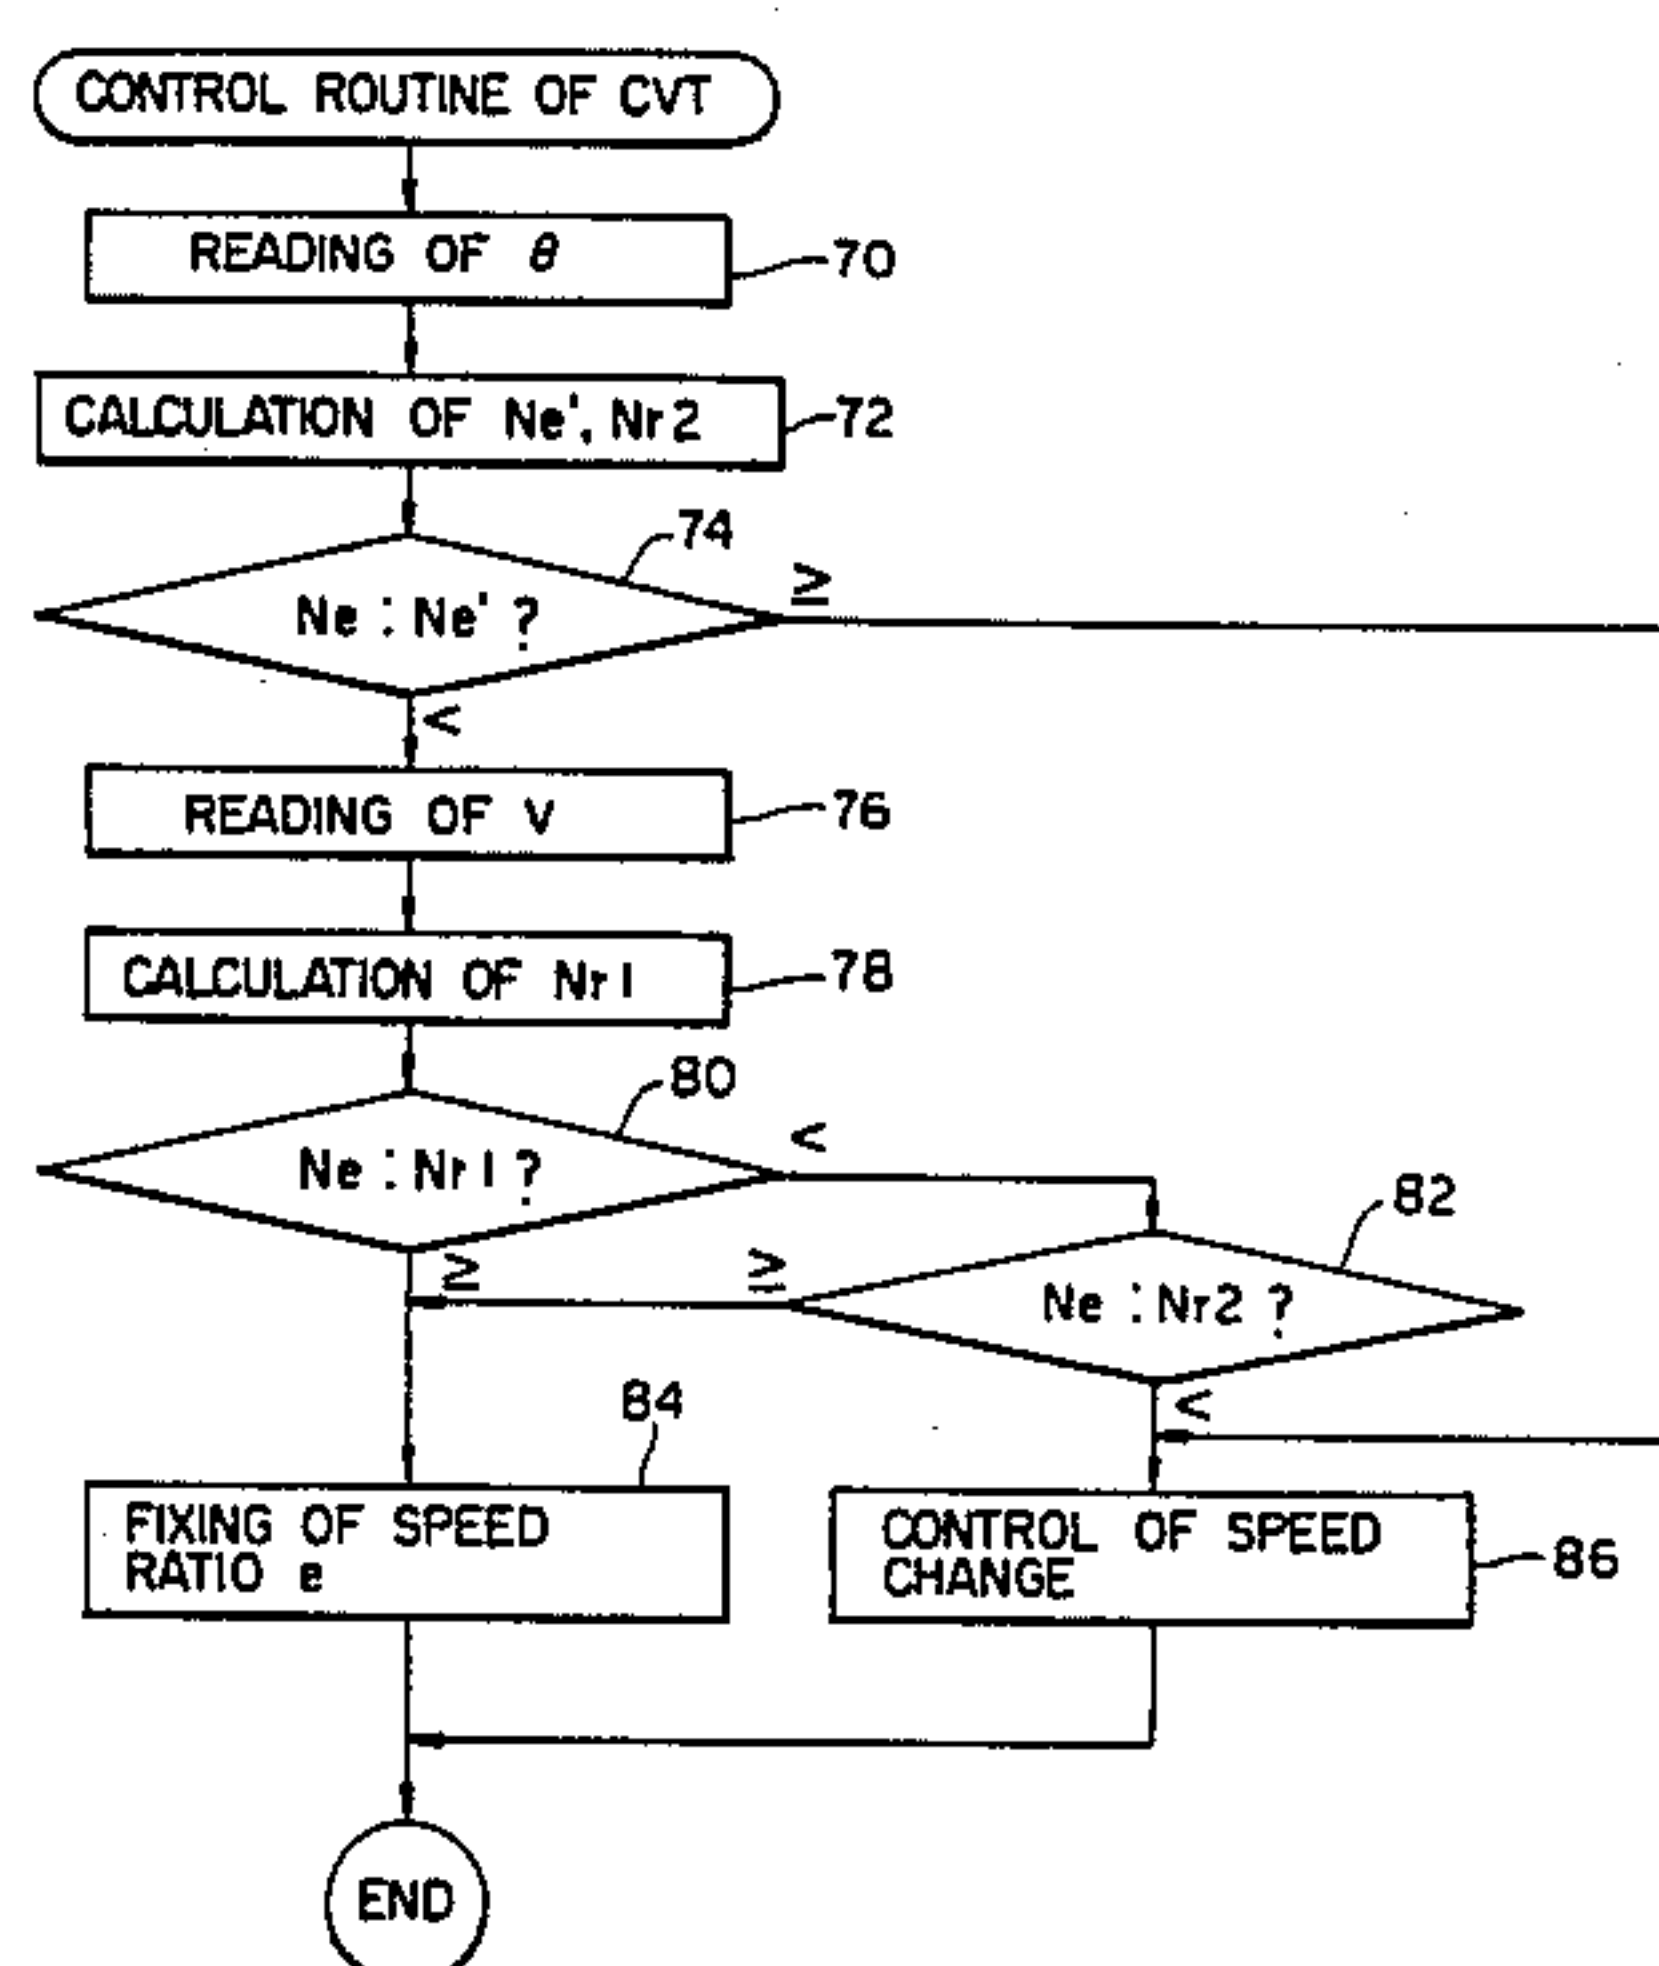 CONTROL ROUTINE OF CVT
READING OF θ
70
CALCULATION OF Ne', Nr2
72
74
Ne : Ne' ?
≥
<
READING OF V
76
CALCULATION OF Nr1
78
80
Ne : Nr1 ?
<
82
≥
≥
Ne : Nr2 ?
<
84
FIXING OF SPEED
RATIO e
CONTROL OF SPEED
CHANGE
86
END